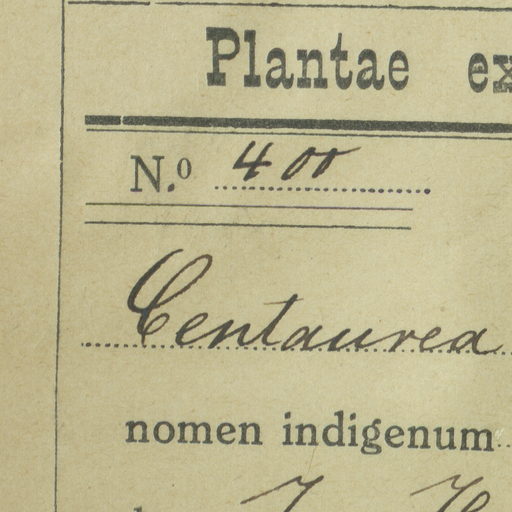 Plantae ex
N.º 400
Centaurea
nomen indigenum